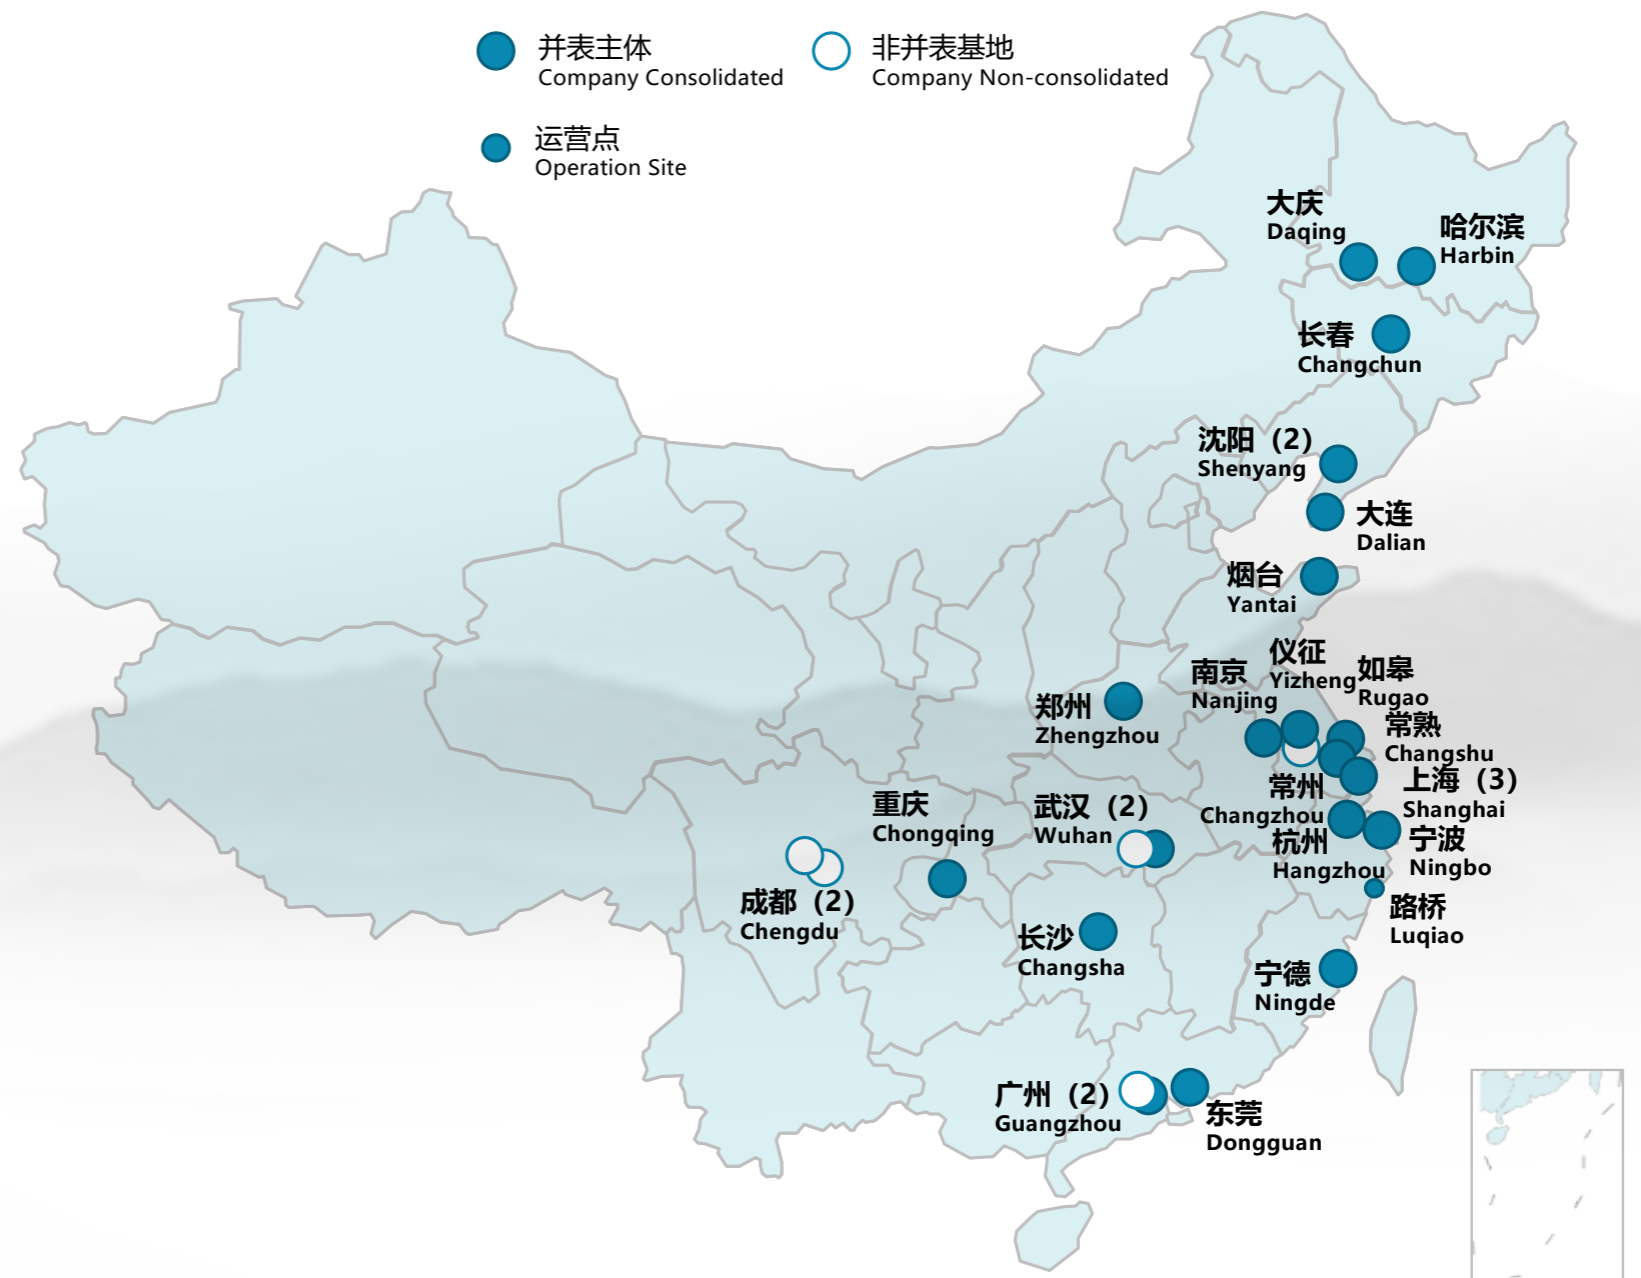 并表主体
Company Consolidated
非并表基地
Company Non-consolidated
运营点
Operation Site
大庆
Daqing
哈尔滨
Harbin
长春
Changchun
沈阳（2）
Shenyang
大连
Dalian
烟台
Yantai
仪征
Yizheng
如皋
Rugao
南京
Nanjing
郑州
Zhengzhou
常熟
Changshu
上海（3）
Shanghai
常州
Changzhou
重庆
Chongqing
武汉（2）
Wuhan
杭州
Hangzhou
宁波
Ningbo
成都（2）
Chengdu
路桥
Luqiao
长沙
Changsha
宁德
Ningde
广州（2）
Guangzhou
东莞
Dongguan